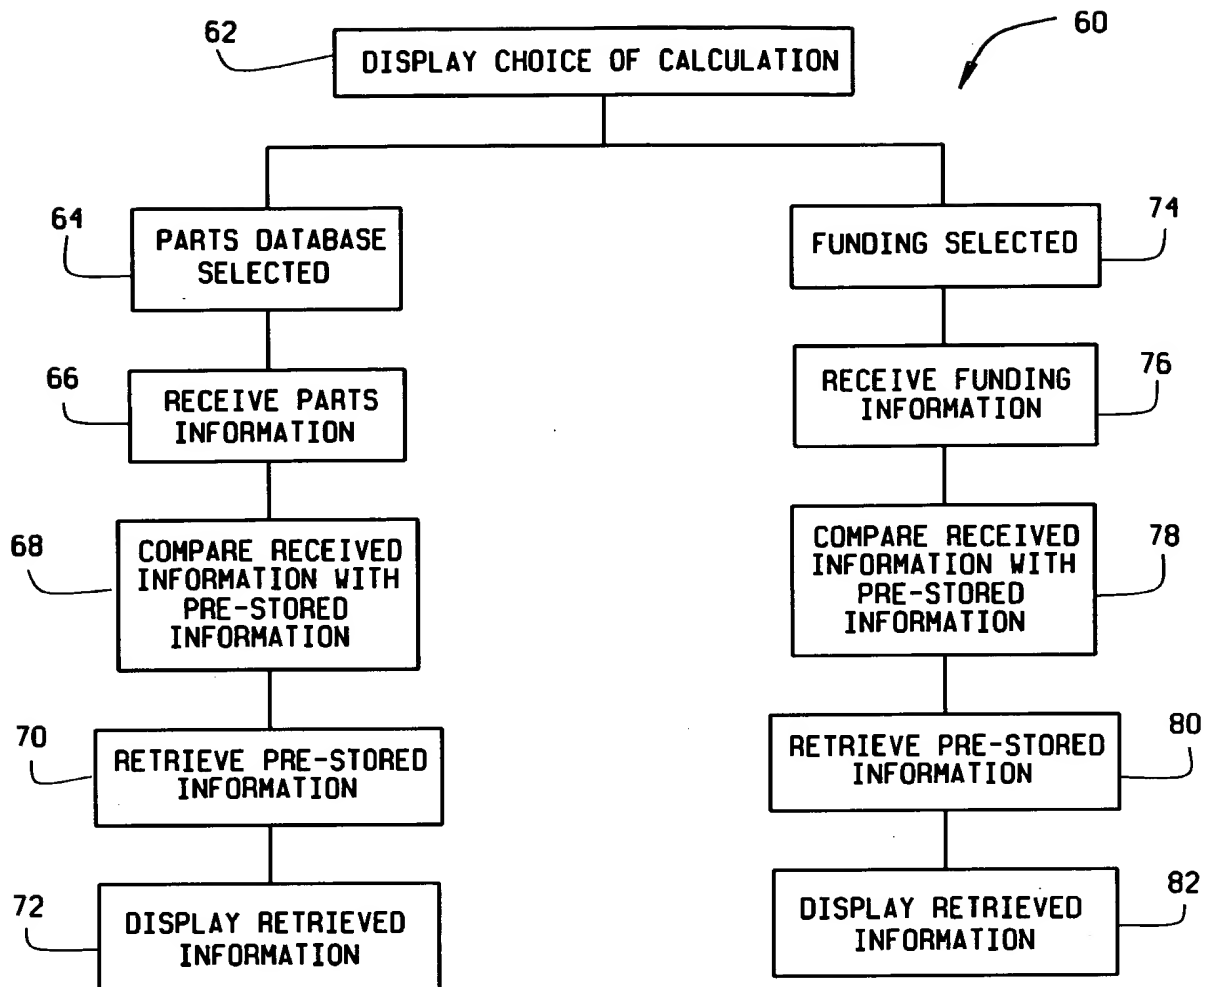 60
62
DISPLAY CHOICE OF CALCULATION
64
PARTS DATABASE
SELECTED
66
RECEIVE PARTS
INFORMATION
68
COMPARE RECEIVED
INFORMATION WITH
PRE-STORED
INFORMATION
70
RETRIEVE PRE-STORED
INFORMATION
72
DISPLAY RETRIEVED
INFORMATION
74
FUNDING SELECTED
76
RECEIVE FUNDING
INFORMATION
78
COMPARE RECEIVED
INFORMATION WITH
PRE-STORED
INFORMATION
80
RETRIEVE PRE-STORED
INFORMATION
82
DISPLAY RETRIEVED
INFORMATION